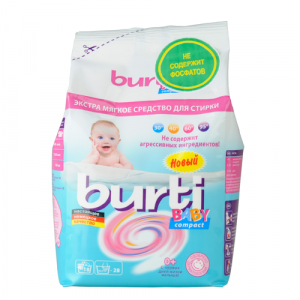 burti
НЕ
СОДЕРЖИТ
ФОСФАТОВ
ЭКСТРА МЯГКОЕ СРЕДСТВО ДЛЯ СТИРКИ
Не содержит
агрессивных ингредиентов!
Новый
burti
BABY
compact
0+